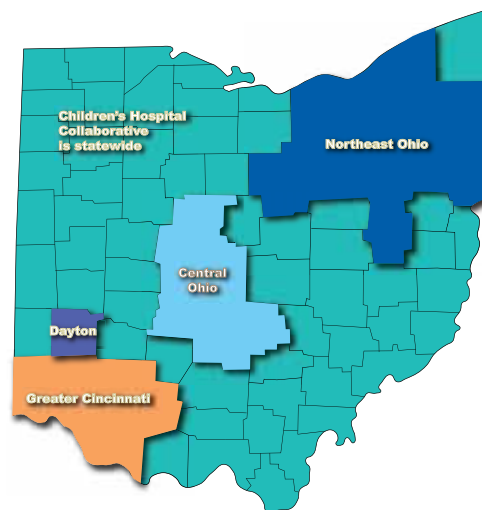 Children's Hospital
Collaborative
is statewide
Northeast Ohio
Central
Ohio
Dayton
Greater Cincinnati